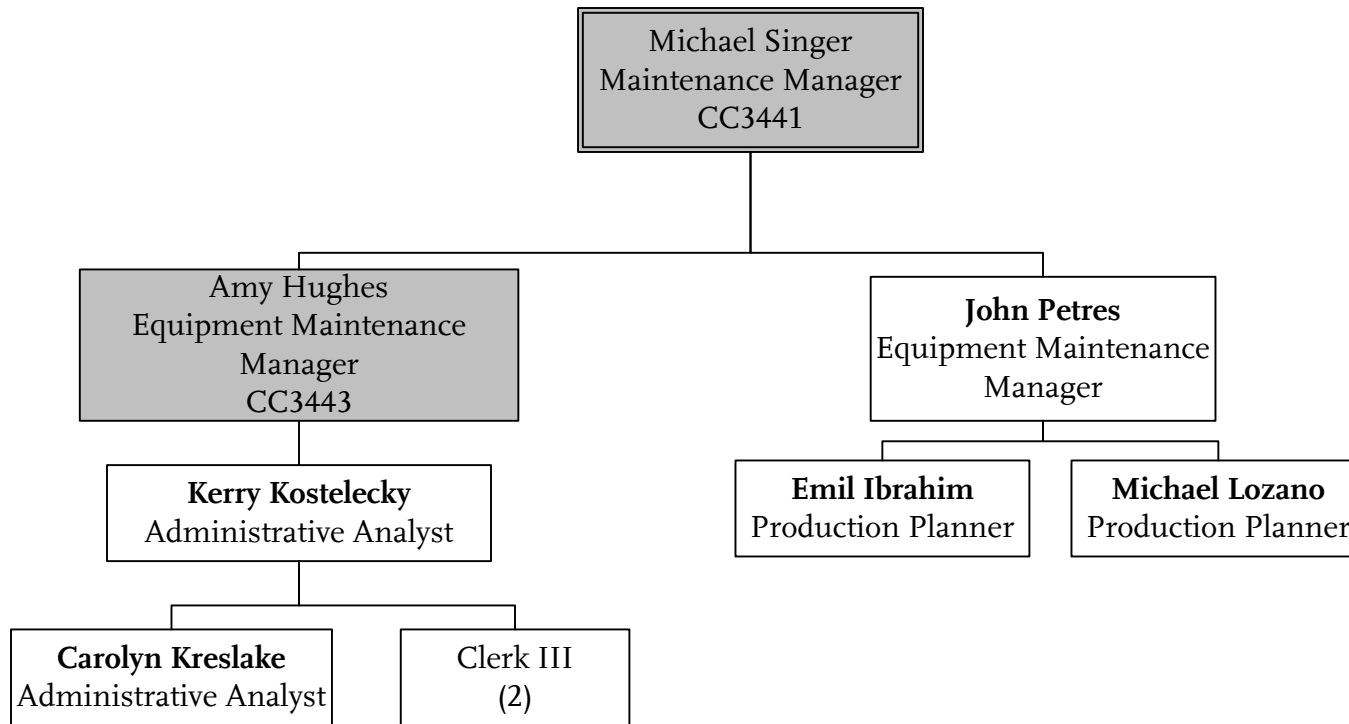 Michael Singer
Maintenance Manager
CC3441
Amy Hughes
Equipment Maintenance
Manager
CC3443
John Petres
Equipment Maintenance
Manager
Kerry Kostelecky
Administrative Analyst
Emil Ibrahim
Production Planner
Michael Lozano
Production Planner
Carolyn Kreslake
Administrative Analyst
Clerk III
(2)